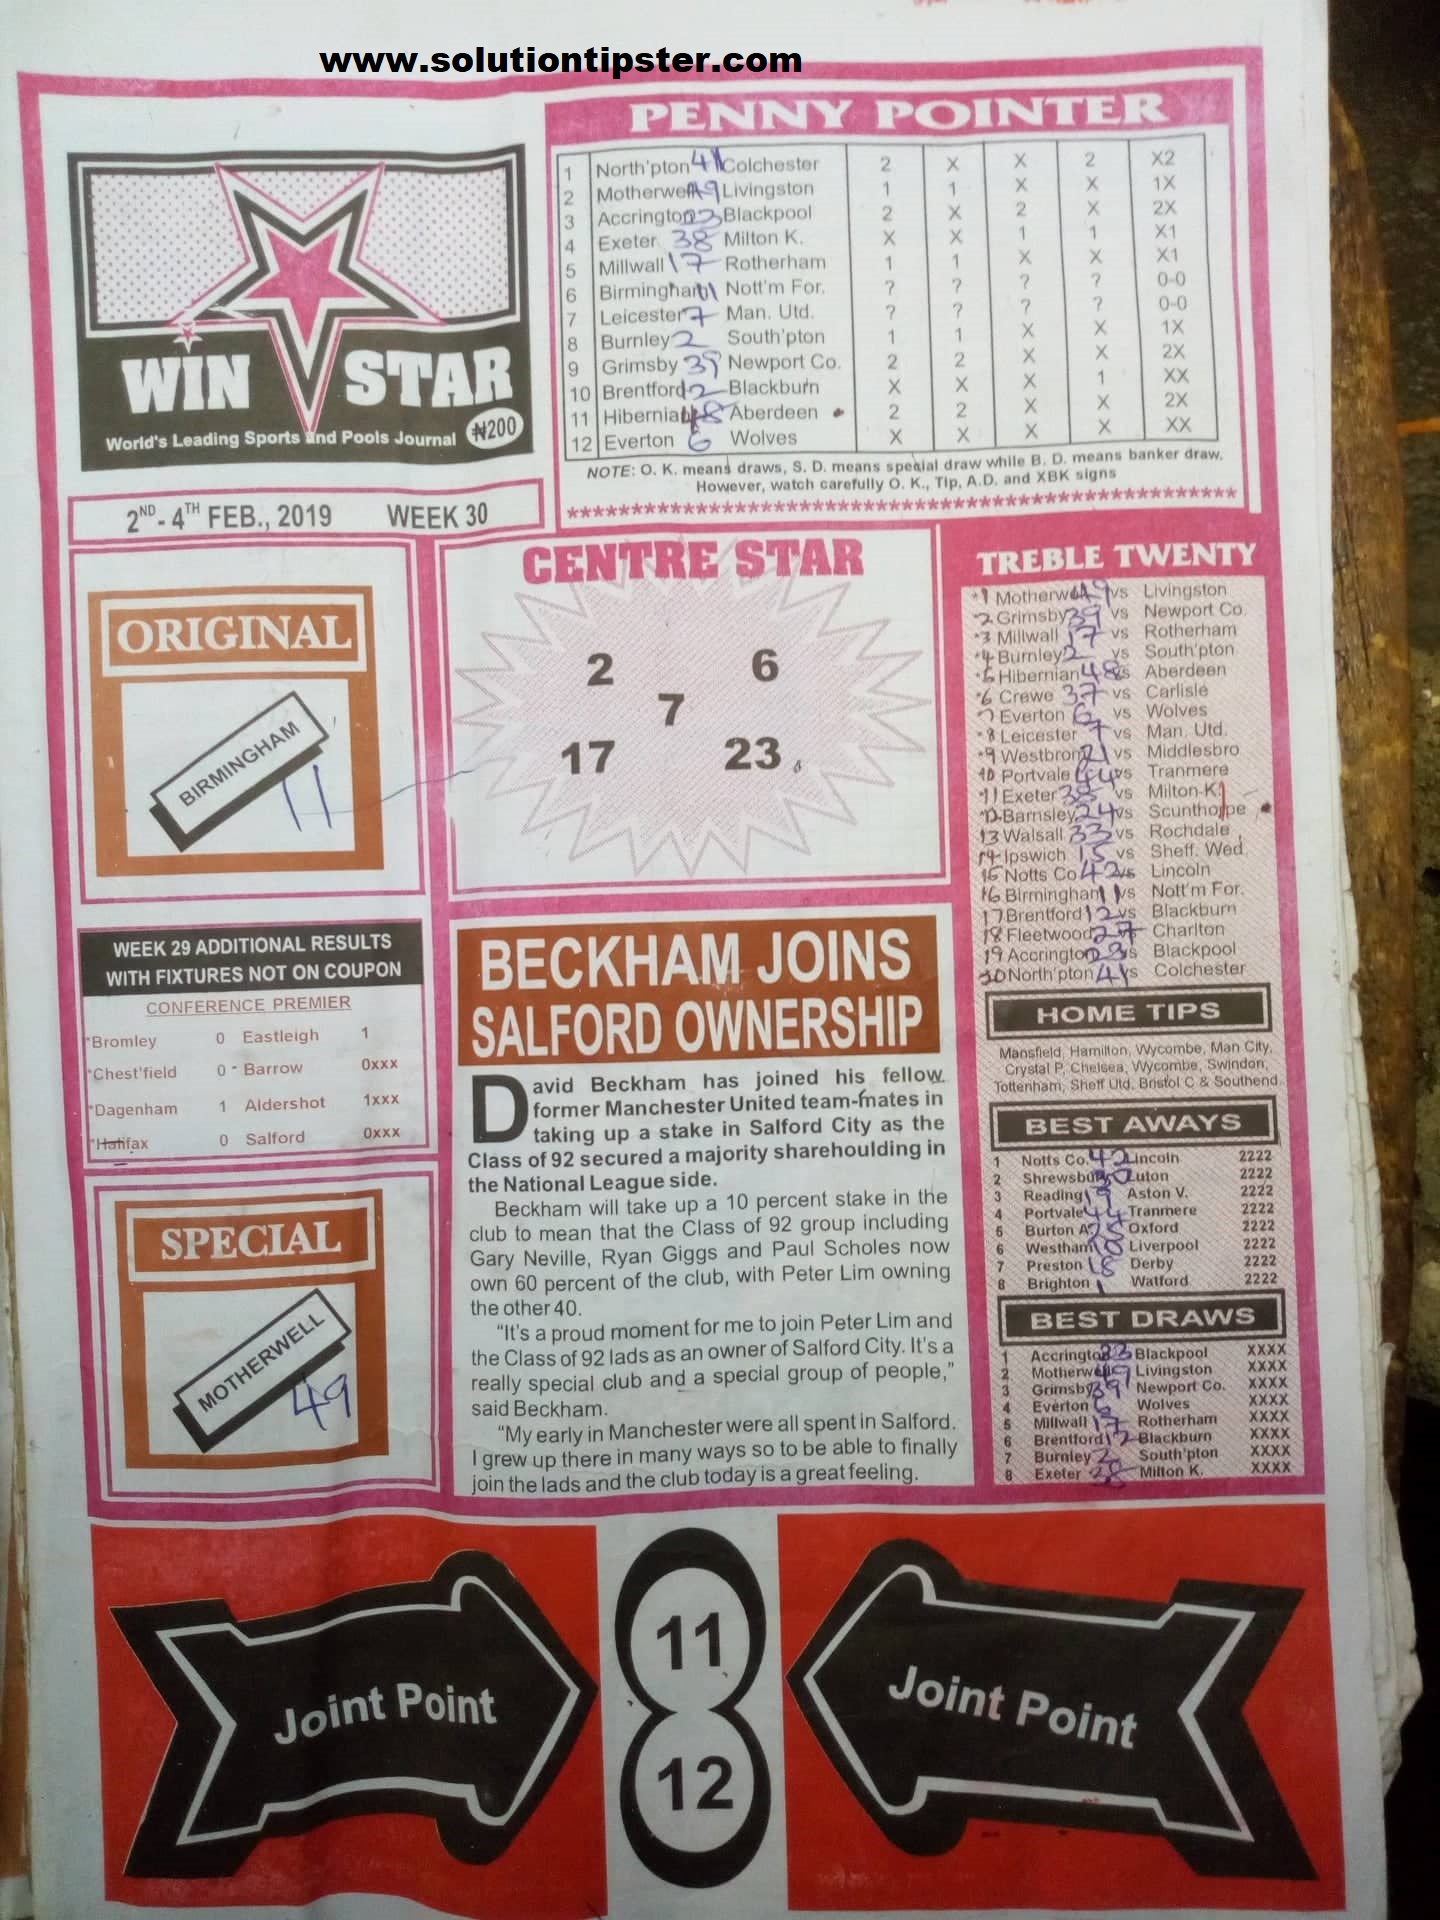 www.solutiontipster.com
PENNY POINTER
1 North'pton 41 Colchester 2 X X 2 X2
2 Motherwell 49 Livingston 1 1 X X 1X
3 Accrington 23 Blackpool 2 X 2 X 2X
4 Exeter 38 Milton K. X X 1 1 X1
5 Millwall 17 Rotherham 1 1 X X X1
6 Birmingham 11 Nott'm For. ? ? ? ? 0-0
7 Leicester 7 Man. Utd. ? ? ? ? 0-0
8 Burnley 2 South'pton 1 1 X X 1X
9 Grimsby 39 Newport Co. 2 2 X X 2X
10 Brentford 12 Blackburn X X X 1 XX
11 Hibernian 48 Aberdeen 2 2 X X 2X
12 Everton 6 Wolves X X X X XX
NOTE: O. K. means draws, S. D. means special draw while B. D. means banker draw.
However, watch carefully O. K., Tip, A.D. and XBK signs
*****************************************************
WIN STAR
World's Leading Sports and Pools Journal ₦200
2ND - 4TH FEB., 2019 WEEK 30
ORIGINAL
BIRMINGHAM
11
CENTRE STAR
2 6
7
17 23
TREBLE TWENTY
*1 Motherwell 49 vs Livingston
*2 Grimsby 39 vs Newport Co.
*3 Millwall 17 vs Rotherham
*4 Burnley 2 vs South'pton
*5 Hibernian 48 vs Aberdeen
*6 Crewe 37 vs Carlisle
*7 Everton 6 vs Wolves
*8 Leicester 7 vs Man. Utd.
*9 Westbrom 21 vs Middlesbro
*10 Portvale 44 vs Tranmere
*11 Exeter 38 vs Milton-K.
*12 Barnsley 24 vs Scunthorpe
13 Walsall 33 vs Rochdale
14 Ipswich 15 vs Sheff. Wed.
15 Notts Co 42 vs Lincoln
16 Birmingham 11 vs Nott'm For.
17 Brentford 12 vs Blackburn
18 Fleetwood 27 Charlton
19 Accrington 23 vs Blackpool
20 North'pton 41 vs Colchester
HOME TIPS
Mansfield, Hamilton, Wycombe, Man City,
Crystal P, Chelsea, Wycombe, Swindon,
Tottenham, Sheff Utd, Bristol C & Southend
BEST AWAYS
1 Notts Co. 42 Lincoln 2222
2 Shrewsbury 30 Luton 2222
3 Reading 19 Aston V. 2222
4 Portvale 44 Tranmere 2222
5 Burton A. 25 Oxford 2222
6 Westham 10 Liverpool 2222
7 Preston 18 Derby 2222
8 Brighton 1 Watford 2222
BEST DRAWS
1 Accrington 23 Blackpool XXXX
2 Motherwell 49 Livingston XXXX
3 Grimsby 39 Newport Co. XXXX
4 Everton 6 Wolves XXXX
5 Millwall 17 Rotherham XXXX
6 Brentford 12 Blackburn XXXX
7 Burnley 2 South'pton XXXX
8 Exeter 38 Milton K. XXXX
WEEK 29 ADDITIONAL RESULTS
WITH FIXTURES NOT ON COUPON
CONFERENCE PREMIER
*Bromley 0 Eastleigh 1
*Chest'field 0 - Barrow 0xxx
*Dagenham 1 Aldershot 1xxx
*Halifax 0 Salford 0xxx
SPECIAL
MOTHERWELL
49
BECKHAM JOINS
SALFORD OWNERSHIP
David Beckham has joined his fellow
former Manchester United team-mates in
taking up a stake in Salford City as the
Class of 92 secured a majority sharehoulding in
the National League side.
Beckham will take up a 10 percent stake in the
club to mean that the Class of 92 group including
Gary Neville, Ryan Giggs and Paul Scholes now
own 60 percent of the club, with Peter Lim owning
the other 40.
“It's a proud moment for me to join Peter Lim and
the Class of 92 lads as an owner of Salford City. It's a
really special club and a special group of people,”
said Beckham.
“My early in Manchester were all spent in Salford.
I grew up there in many ways so to be able to finally
join the lads and the club today is a great feeling.
Joint Point
11
12
Joint Point